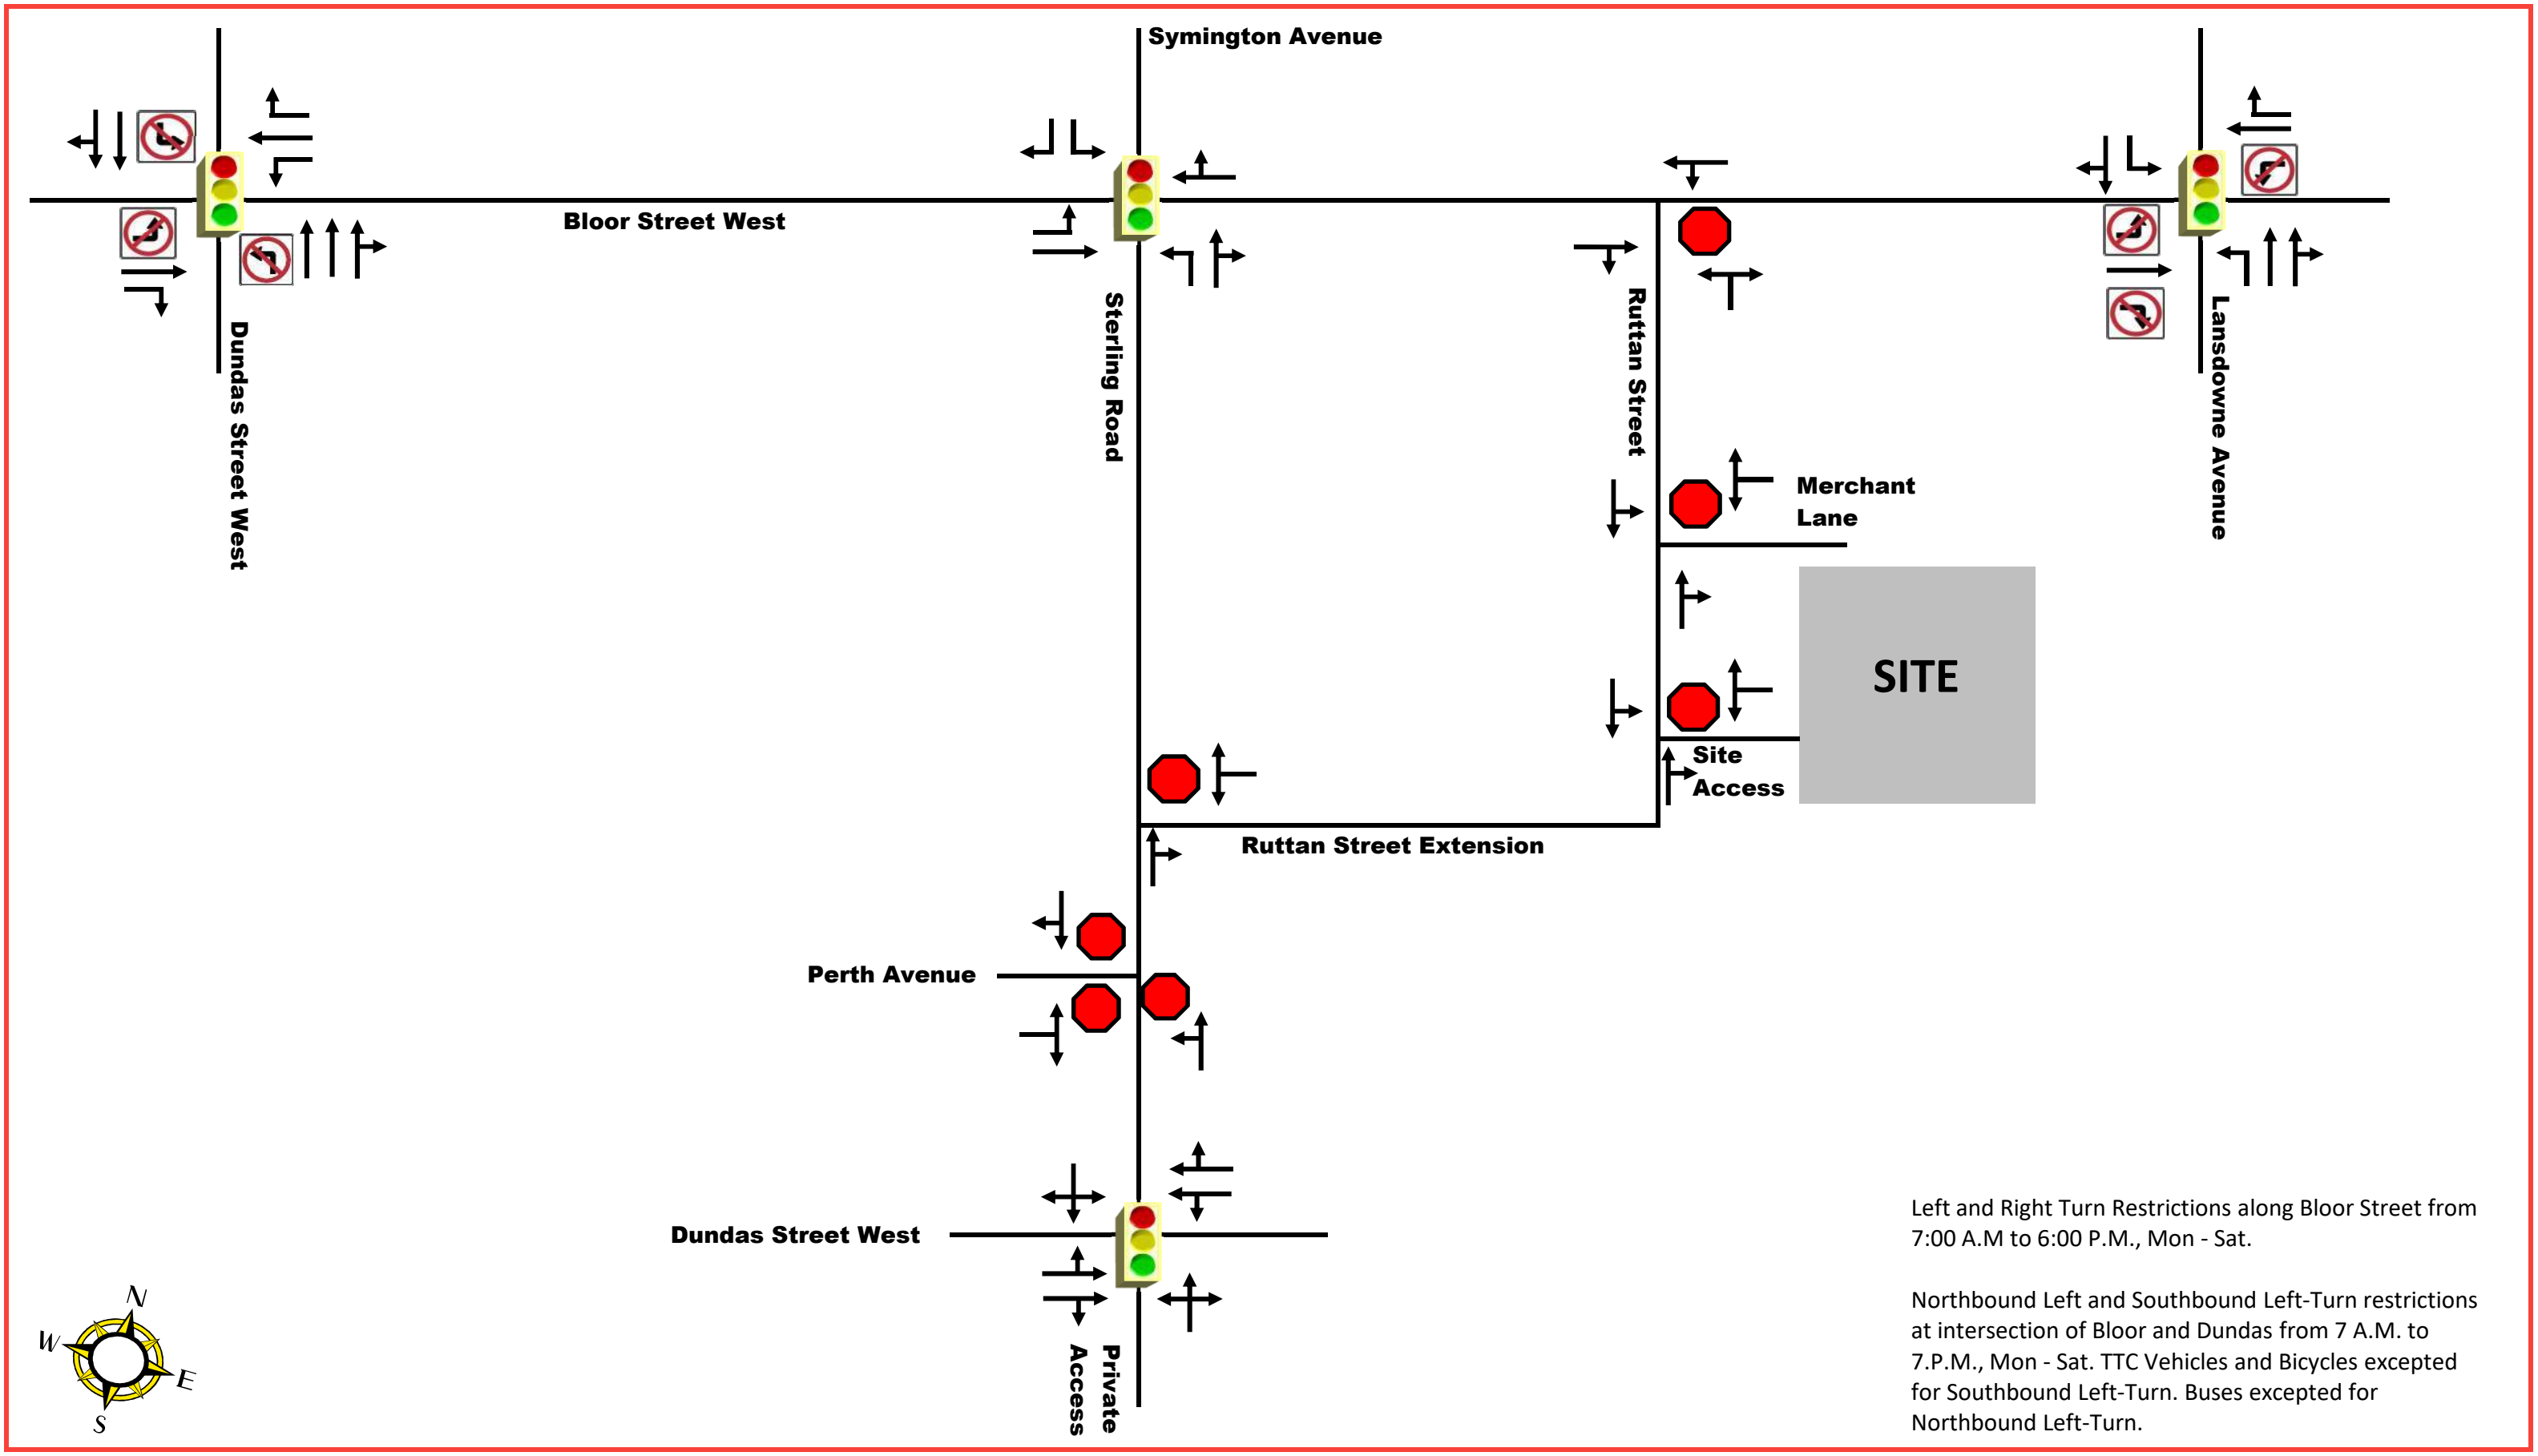 Symington Avenue
Bloor Street West
Dundas Street West
Sterling Road
Ruttan Street
Lansdowne Avenue
Merchant
Lane
SITE
Site
Access
Ruttan Street Extension
Perth Avenue
Dundas Street West
Private
Access
Left and Right Turn Restrictions along Bloor Street from
7:00 A.M to 6:00 P.M., Mon - Sat.
Northbound Left and Southbound Left-Turn restrictions
at intersection of Bloor and Dundas from 7 A.M. to
7.P.M., Mon - Sat. TTC Vehicles and Bicycles excepted
for Southbound Left-Turn. Buses excepted for
Northbound Left-Turn.
N
W
E
S